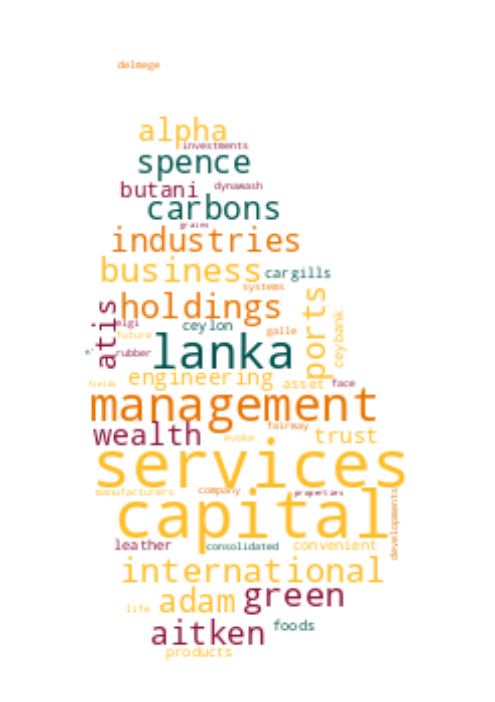 delmege
alpha
investments
spence
butani dynawash
carbons
grales
industries
business cargills
systems
holdings ports
atis elgi ceylon
future galle ceybank
lanka
rubber
engineering asset face
fields
management
fairway
wealth evoke trust
services
manufacturers company properties
capital developments
leather consolidated convenient
international
adam green
life
aitken foods
products